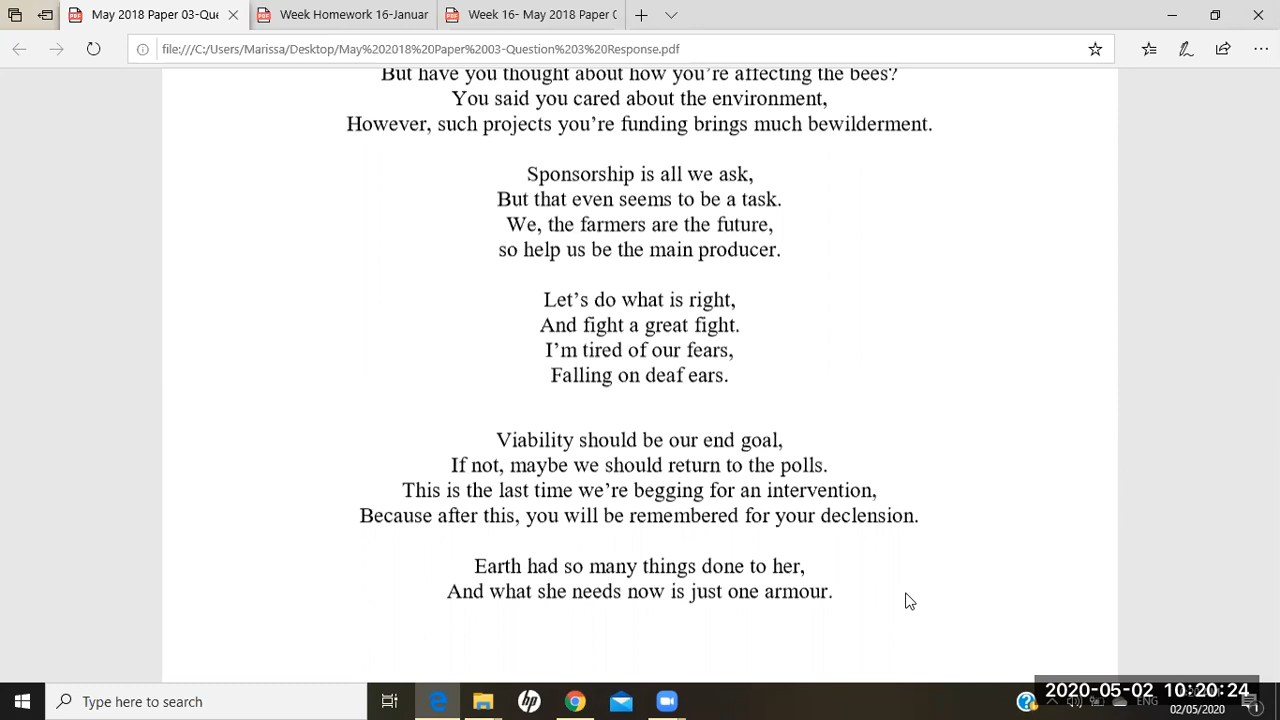 May 2018 Paper 03-Que
Week Homework 16-Januar
Week 16- May 2018 Paper 0
file:///C:/Users/Marissa/Desktop/May%202018%20Paper%2003-Question%203%20Response.pdf
But have you thought about how you're affecting the bees?
You said you cared about the environment,
However, such projects you're funding brings much bewilderment.
Sponsorship is all we ask,
But that even seems to be a task.
We, the farmers are the future,
so help us be the main producer.
Let's do what is right,
And fight a great fight.
I'm tired of our fears,
Falling on deaf ears.
Viability should be our end goal,
If not, maybe we should return to the polls.
This is the last time we're begging for an intervention,
Because after this, you will be remembered for your declension.
Earth had so many things done to her,
And what she needs now is just one armour.
Type here to search
ENG
2020-05-02 10:20:24
02/05/2020